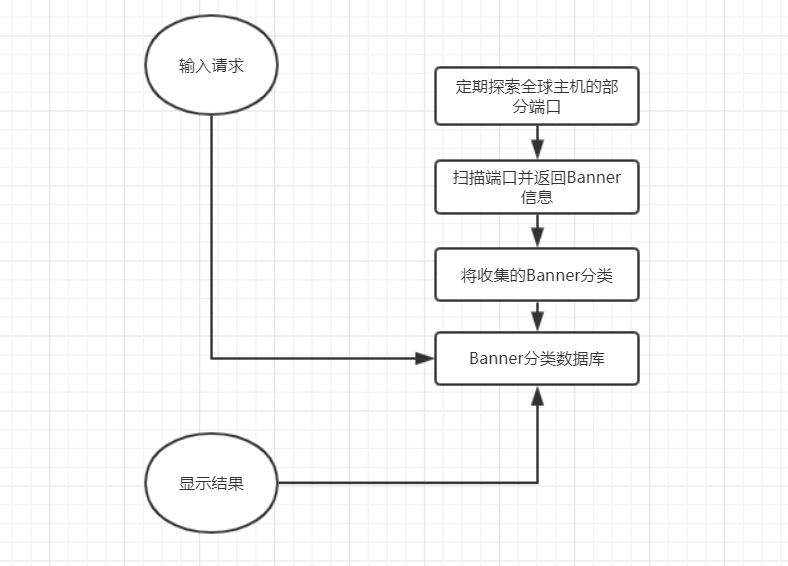 输入请求
定期探索全球主机的部
分端口
扫描端口并返回Banner
信息
将收集的Banner分类
Banner分类数据库
显示结果